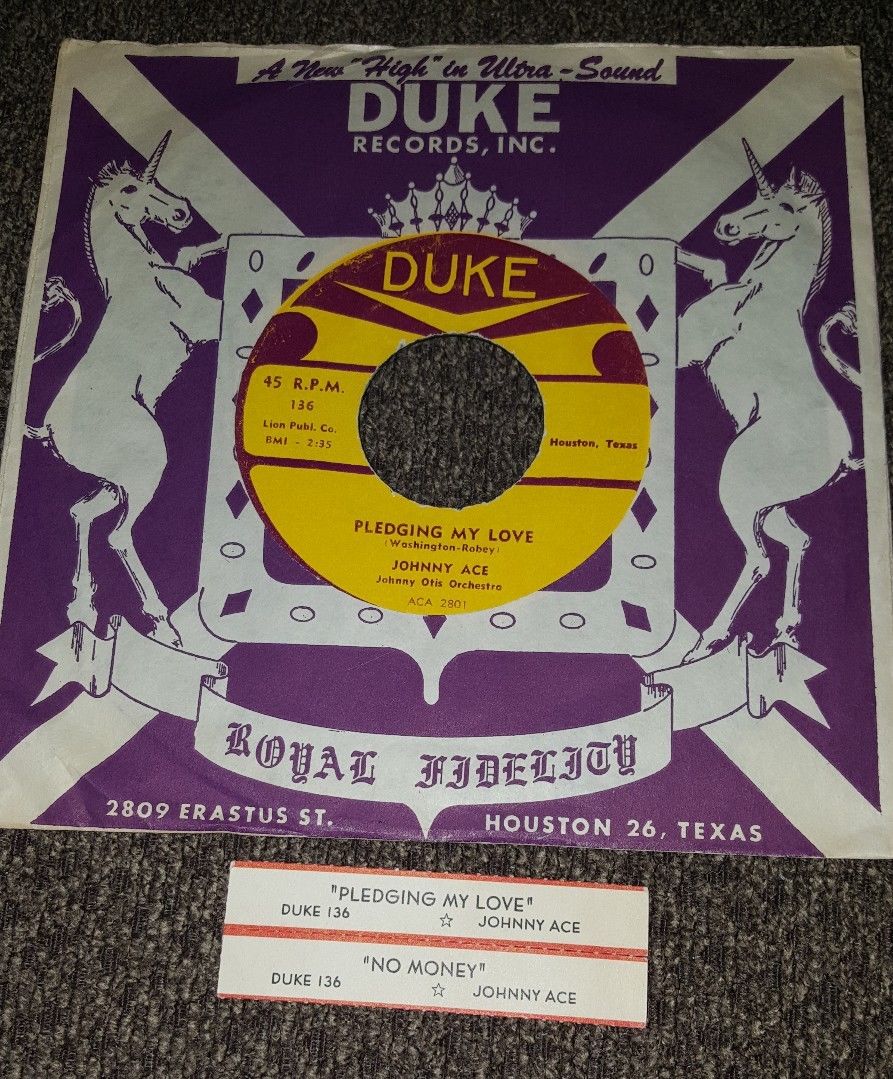 A New "High" in Ultra-Sound
DUKE
RECORDS, INC.
DUKE
45 R.P.M.
136
Lion Publ. Co.
BMI - 2:35
Houston, Texas
PLEDGING MY LOVE
(Washington-Robey)
JOHNNY ACE
Johnny Otis Orchestra
ACA 2801
ROYAL FIDELITY
2809 ERASTUS ST.
HOUSTON 26, TEXAS
"PLEDGING MY LOVE"
DUKE 136 ☆ JOHNNY ACE
"NO MONEY"
DUKE 136 ☆ JOHNNY ACE